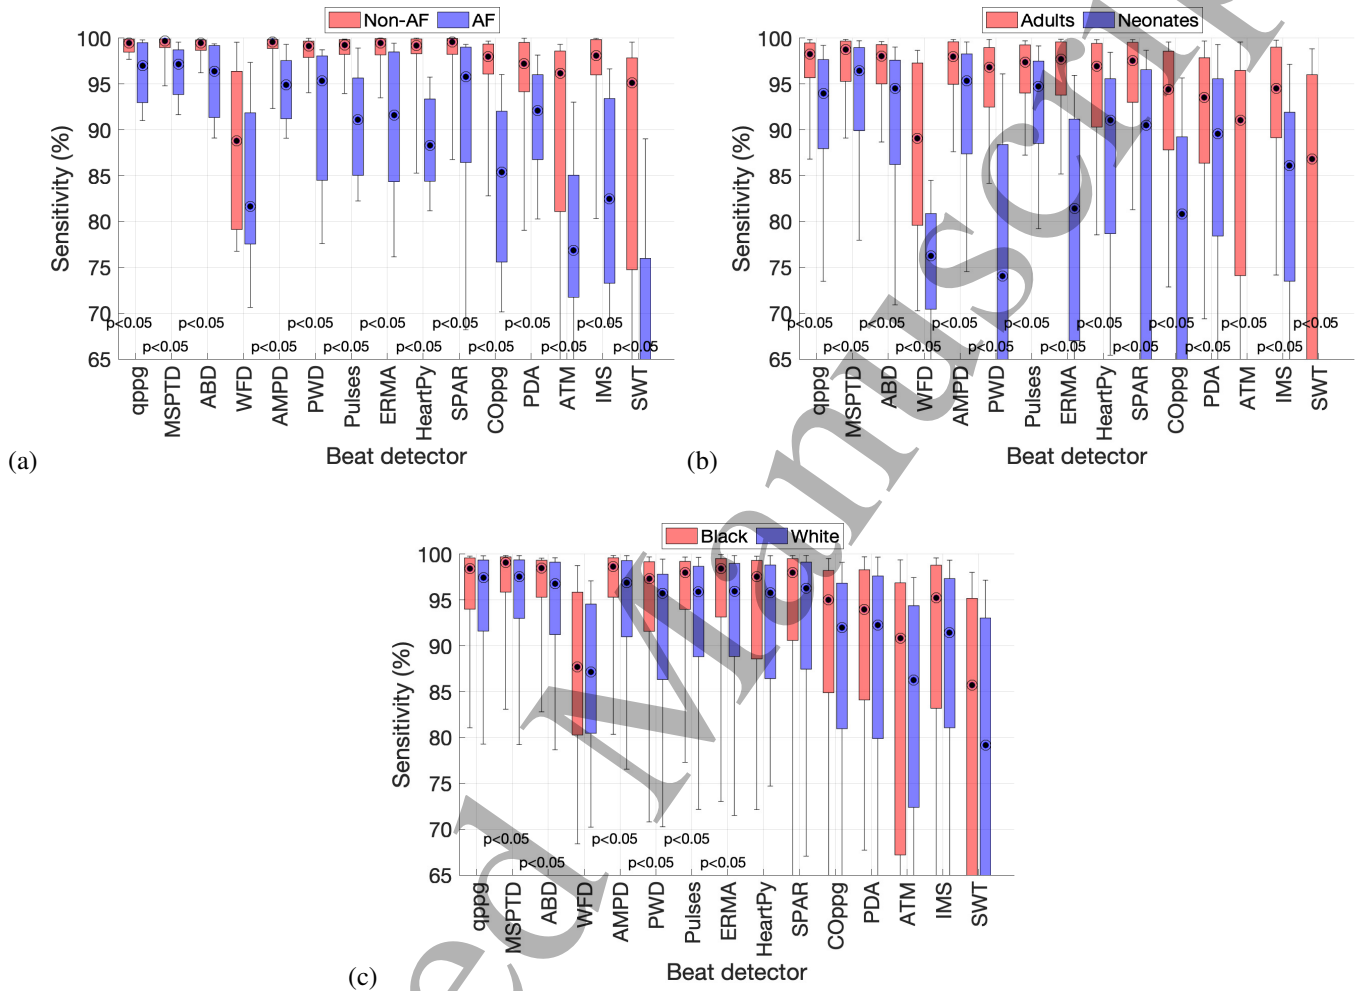 Non-AF AF
Sensitivity (%)
100
95
90
85
80
75
70
65
p<0.05 p<0.05 p<0.05 p<0.05 p<0.05 p<0.05 p<0.05
p<0.05 p<0.05 p<0.05 p<0.05 p<0.05 p<0.05 p<0.05
qppg MSPTD ABD WFD AMPD PWD Pulses ERMA HeartPy SPAR COppg PDA ATM IMS SWT
Beat detector
(a)
Adults Neonates
Sensitivity (%)
100
95
90
85
80
75
70
65
p<0.05 p<0.05 p<0.05 p<0.05 p<0.05 p<0.05 p<0.05 p<0.05
p<0.05 p<0.05 p<0.05 p<0.05 p<0.05 p<0.05 p<0.05
qppg MSPTD ABD WFD AMPD PWD Pulses ERMA HeartPy SPAR COppg PDA ATM IMS SWT
Beat detector
(b)
Black White
Sensitivity (%)
100
95
90
85
80
75
70
65
p<0.05 p<0.05 p<0.05
p<0.05 p<0.05 p<0.05
qppg MSPTD ABD WFD AMPD PWD Pulses ERMA HeartPy SPAR COppg PDA ATM IMS SWT
Beat detector
(c)
ed Manuscrip